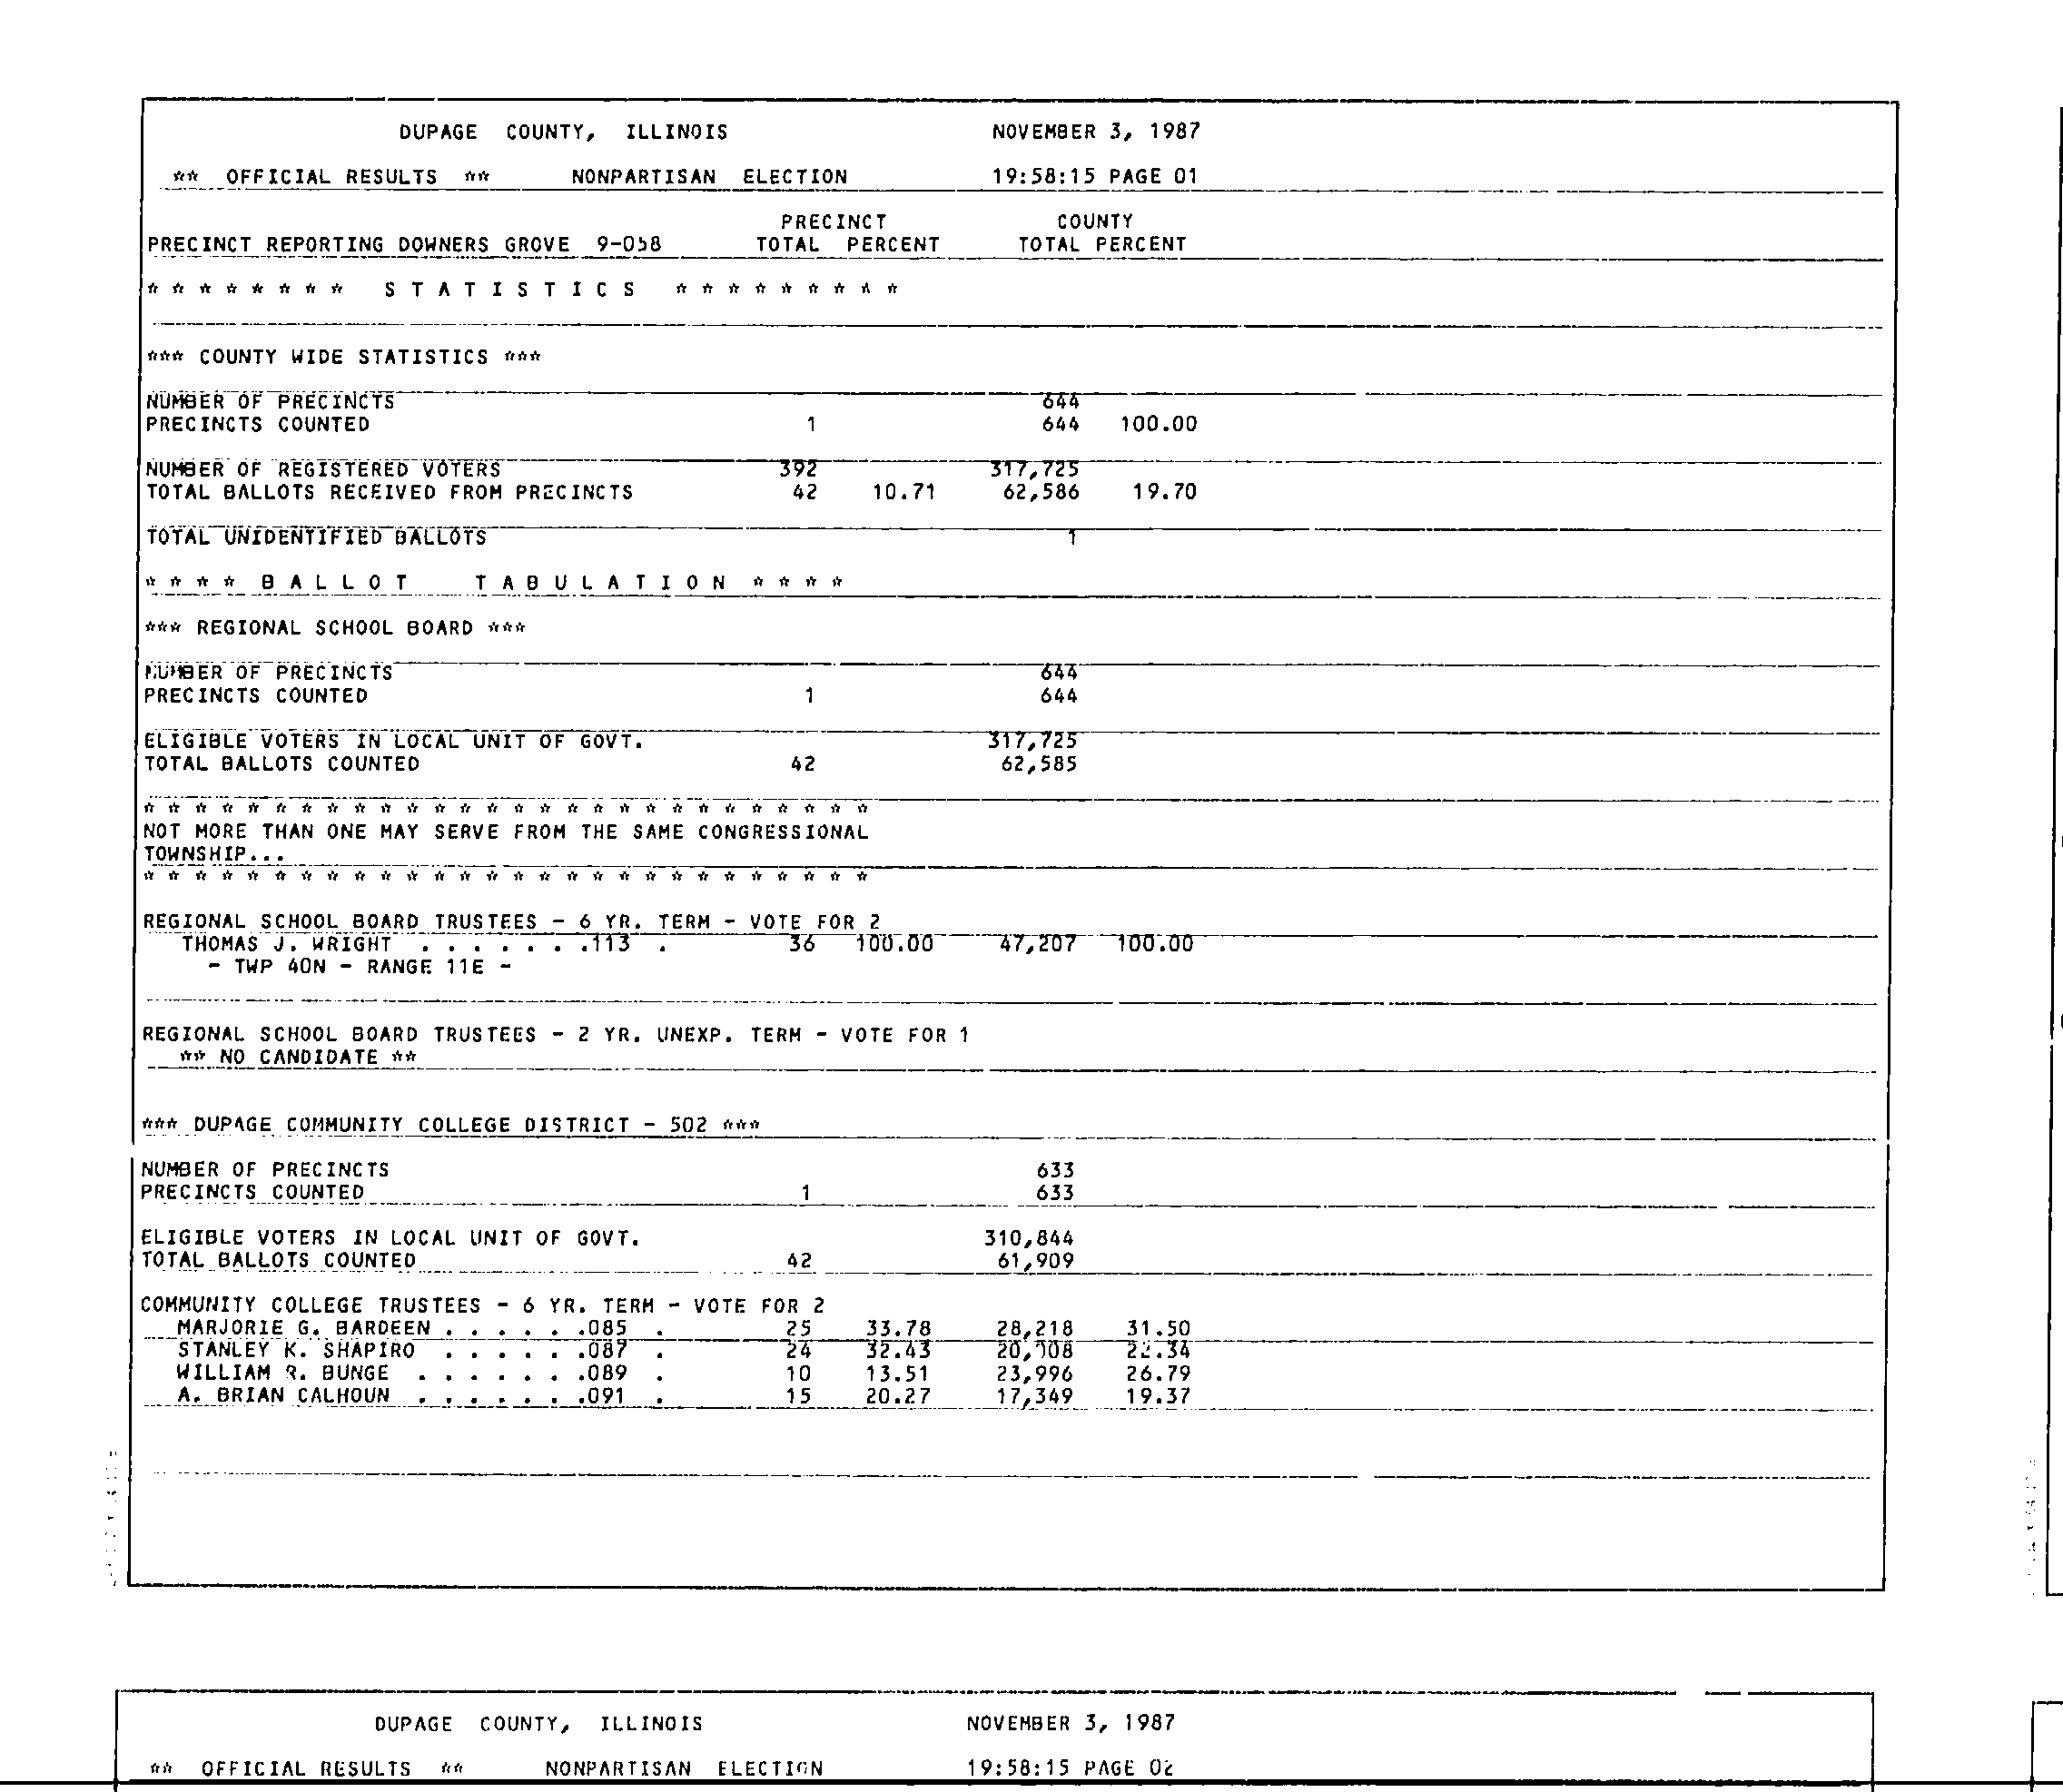 DUPAGE COUNTY, ILLINOIS NOVEMBER 3, 1987
** OFFICIAL RESULTS ** NONPARTISAN ELECTION 19:58:15 PAGE 01
PRECINCT COUNTY
PRECINCT REPORTING DOWNERS GROVE 9-058 TOTAL PERCENT TOTAL PERCENT
* * * * * * * * S T A T I S T I C S * * * * * * * * *
*** COUNTY WIDE STATISTICS ***
NUMBER OF PRECINCTS 644
PRECINCTS COUNTED 1 644 100.00
NUMBER OF REGISTERED VOTERS 392 317,725
TOTAL BALLOTS RECEIVED FROM PRECINCTS 42 10.71 62,586 19.70
TOTAL UNIDENTIFIED BALLOTS 1
* * * * B A L L O T T A B U L A T I O N * * * *
*** REGIONAL SCHOOL BOARD ***
NUMBER OF PRECINCTS 644
PRECINCTS COUNTED 1 644
ELIGIBLE VOTERS IN LOCAL UNIT OF GOVT. 317,725
TOTAL BALLOTS COUNTED 42 62,585
* * * * * * * * * * * * * * * * * * * * * * * * * * * *
NOT MORE THAN ONE MAY SERVE FROM THE SAME CONGRESSIONAL
TOWNSHIP...
* * * * * * * * * * * * * * * * * * * * * * * * * * * *
REGIONAL SCHOOL BOARD TRUSTEES - 6 YR. TERM - VOTE FOR 2
THOMAS J. WRIGHT . . . . . . .113 . 36 100.00 47,207 100.00
- TWP 40N - RANGE 11E -
REGIONAL SCHOOL BOARD TRUSTEES - 2 YR. UNEXP. TERM - VOTE FOR 1
** NO CANDIDATE **
*** DUPAGE COMMUNITY COLLEGE DISTRICT - 502 ***
NUMBER OF PRECINCTS 633
PRECINCTS COUNTED 1 633
ELIGIBLE VOTERS IN LOCAL UNIT OF GOVT. 310,844
TOTAL BALLOTS COUNTED 42 61,909
COMMUNITY COLLEGE TRUSTEES - 6 YR. TERM - VOTE FOR 2
MARJORIE G. BARDEEN . . . . . .085 . 25 33.78 28,218 31.50
STANLEY K. SHAPIRO . . . . . .087 . 24 32.43 20,008 22.34
WILLIAM R. BUNGE . . . . . . .089 . 10 13.51 23,996 26.79
A. BRIAN CALHOUN . . . . . . .091 . 15 20.27 17,349 19.37
DUPAGE COUNTY, ILLINOIS NOVEMBER 3, 1987
** OFFICIAL RESULTS ** NONPARTISAN ELECTION 19:58:15 PAGE 02